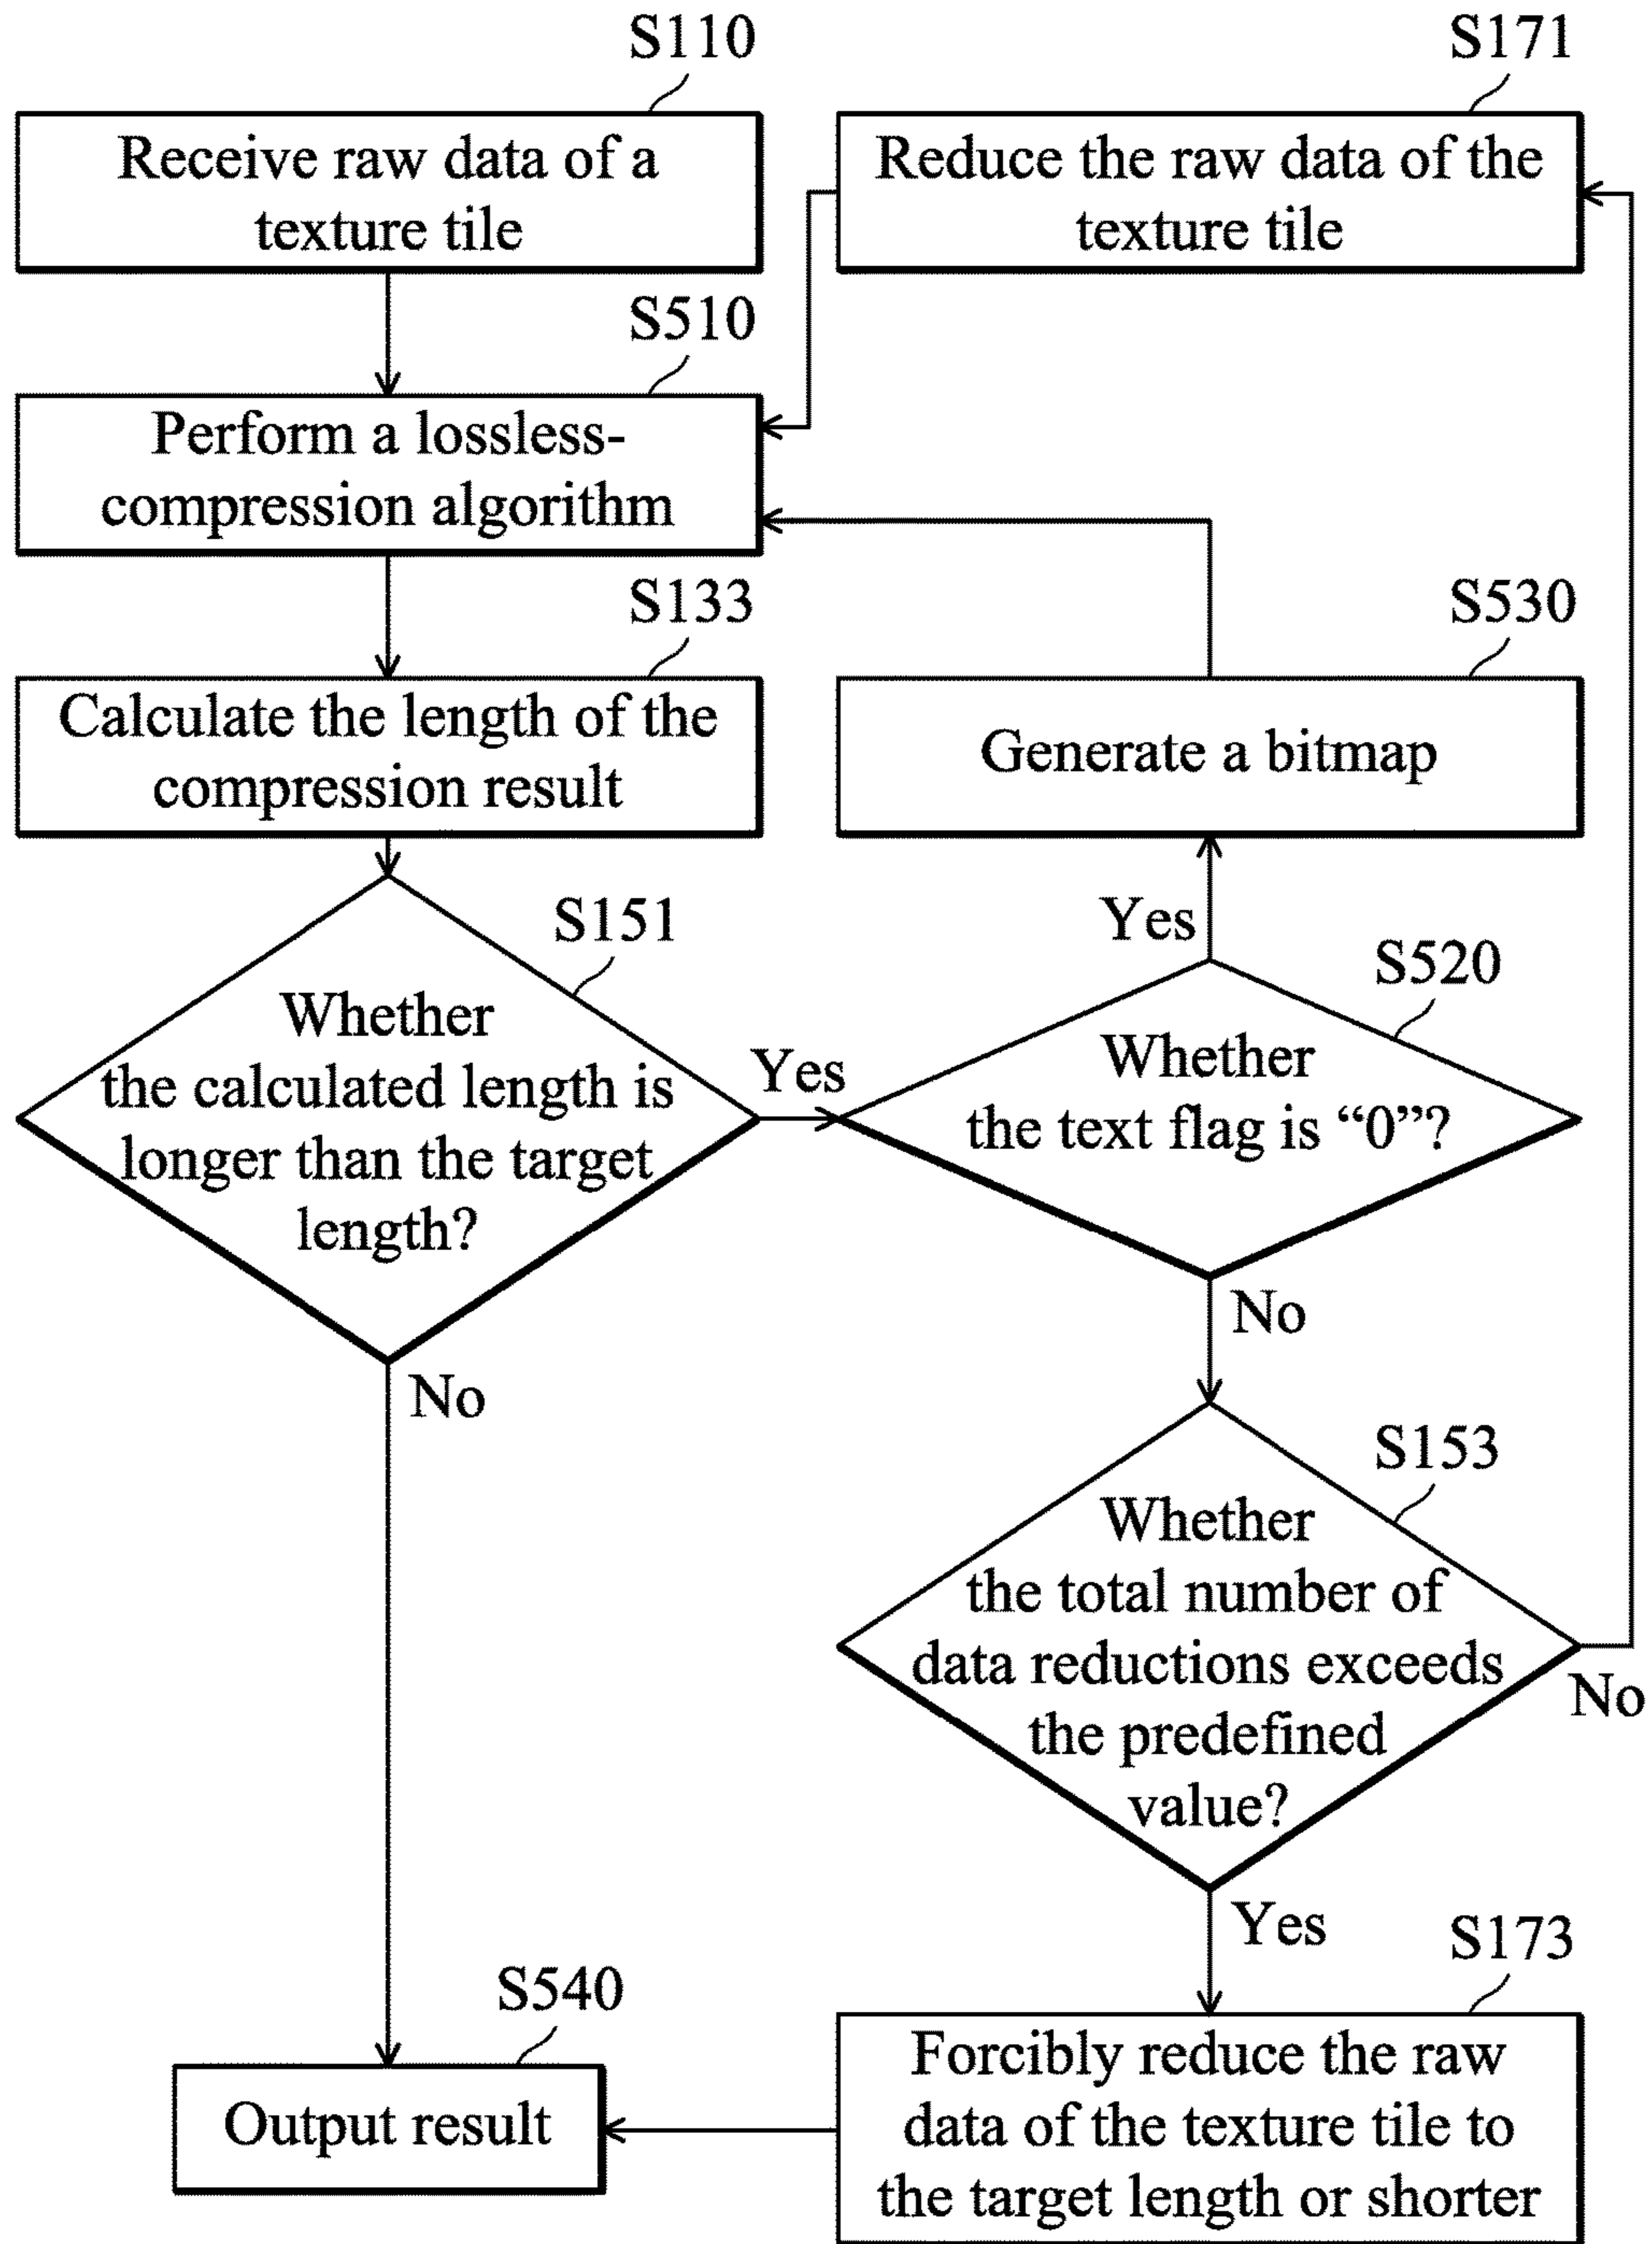 S110
Receive raw data of a
texture tile
S171
Reduce the raw data of the
texture tile
S510
Perform a lossless-
compression algorithm
S133
Calculate the length of the
compression result
S530
Generate a bitmap
S151
Whether
the calculated length is
longer than the target
length?
Yes
No
Yes
S520
Whether
the text flag is “0”?
No
S153
Whether
the total number of
data reductions exceeds
the predefined
value?
No
Yes
S540
Output result
S173
Forcibly reduce the raw
data of the texture tile to
the target length or shorter